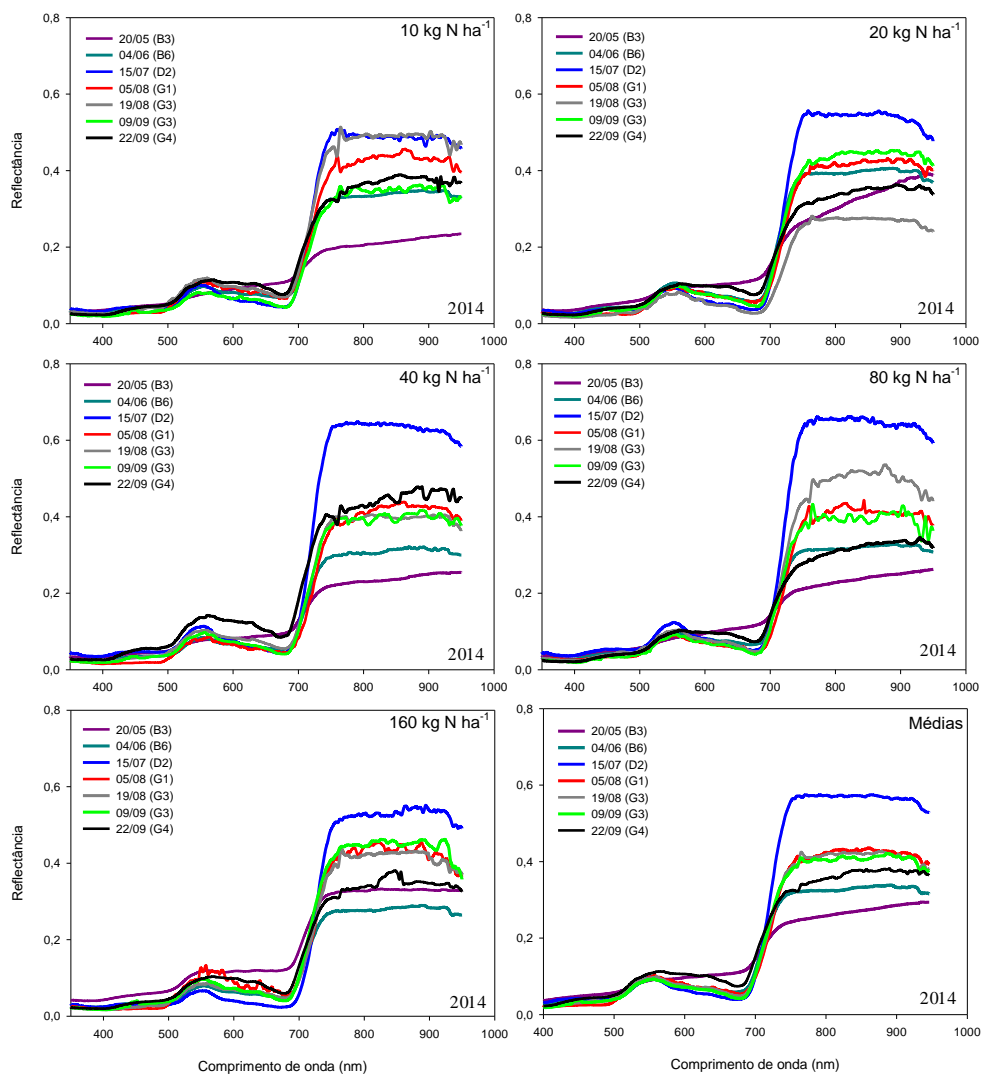 10 kg N ha⁻¹
0,8
0,6
0,4
0,2
0,0
Reflectância
20/05 (B3)
04/06 (B6)
15/07 (D2)
05/08 (G1)
19/08 (G3)
09/09 (G3)
22/09 (G4)
2014
400 500 600 700 800 900 1000
20 kg N ha⁻¹
0,8
0,6
0,4
0,2
0,0
20/05 (B3)
04/06 (B6)
15/07 (D2)
05/08 (G1)
19/08 (G3)
09/09 (G3)
22/09 (G4)
2014
400 500 600 700 800 900 1000
40 kg N ha⁻¹
0,8
0,6
0,4
0,2
0,0
Reflectância
20/05 (B3)
04/06 (B6)
15/07 (D2)
05/08 (G1)
19/08 (G3)
09/09 (G3)
22/09 (G4)
2014
400 500 600 700 800 900 1000
80 kg N ha⁻¹
0,8
0,6
0,4
0,2
0,0
20/05 (B3)
04/06 (B6)
15/07 (D2)
05/08 (G1)
19/08 (G3)
09/09 (G3)
22/09 (G4)
2014
400 500 600 700 800 900 1000
160 kg N ha⁻¹
0,8
0,6
0,4
0,2
0,0
Reflectância
20/05 (B3)
04/06 (B6)
15/07 (D2)
05/08 (G1)
19/08 (G3)
09/09 (G3)
22/09 (G4)
2014
400 500 600 700 800 900 1000
Comprimento de onda (nm)
Médias
0,8
0,6
0,4
0,2
0,0
20/05 (B3)
04/06 (B6)
15/07 (D2)
05/08 (G1)
19/08 (G3)
09/09 (G3)
22/09 (G4)
2014
400 500 600 700 800 900 1000
Comprimento de onda (nm)